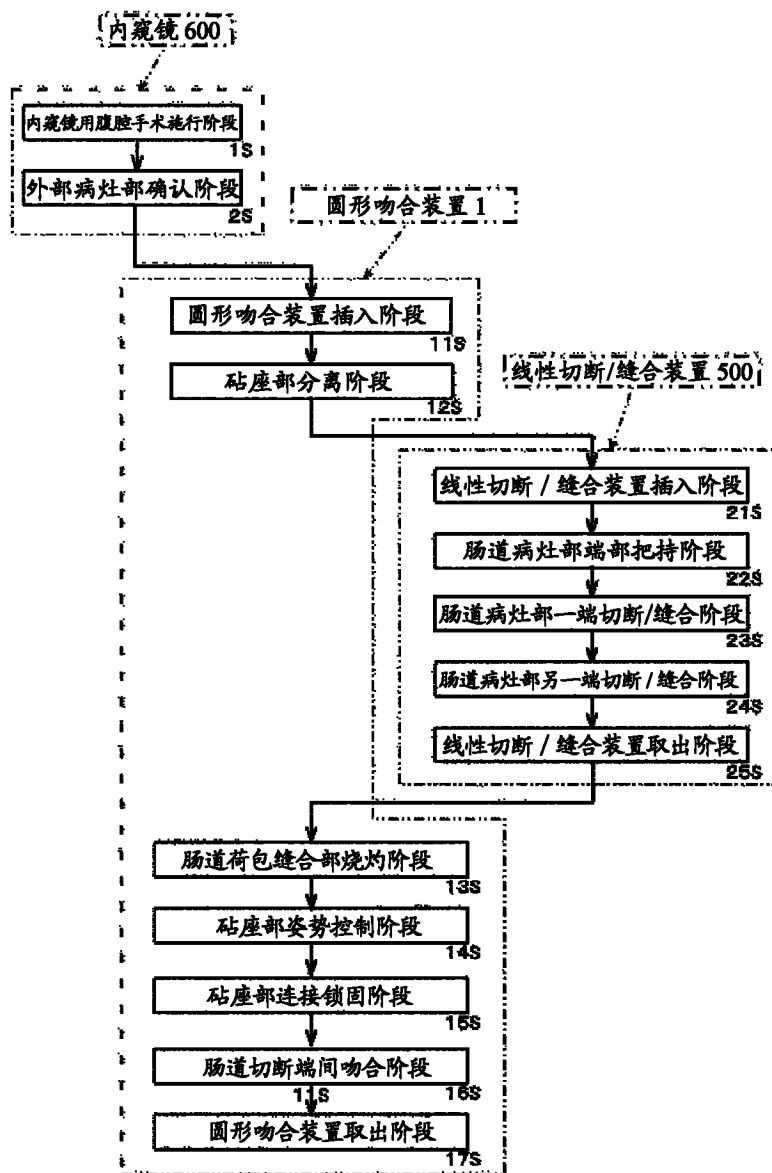 内窥镜 600
内窥镜用腹腔手术施行阶段
1S
外部病灶部确认阶段
2S
圆形吻合装置 1
圆形吻合装置插入阶段
11S
砧座部分离阶段
12S
线性切断/缝合装置 500
线性切断 / 缝合装置插入阶段
21S
肠道病灶部端部把持阶段
22S
肠道病灶部一端切断/缝合阶段
23S
肠道病灶部另一端切断/缝合阶段
24S
线性切断 / 缝合装置取出阶段
25S
肠道荷包缝合部烧灼阶段
13S
砧座部姿势控制阶段
14S
砧座部连接锁固阶段
15S
肠道切断端间吻合阶段
16S
11S
圆形吻合装置取出阶段
17S